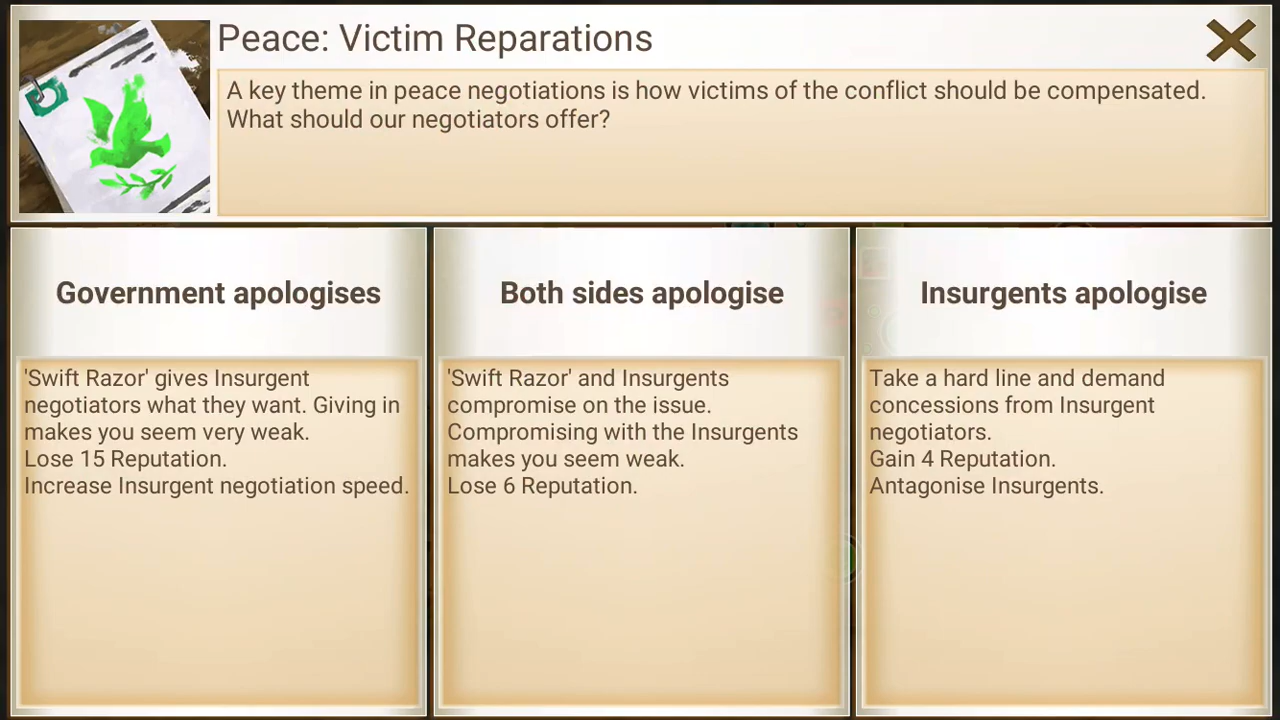 Peace: Victim Reparations
A key theme in peace negotiations is how victims of the conflict should be compensated.
What should our negotiators offer?
Government apologises
'Swift Razor' gives Insurgent
negotiators what they want. Giving in
makes you seem very weak.
Lose 15 Reputation.
Increase Insurgent negotiation speed.
Both sides apologise
'Swift Razor' and Insurgents
compromise on the issue.
Compromising with the Insurgents
makes you seem weak.
Lose 6 Reputation.
Insurgents apologise
Take a hard line and demand
concessions from Insurgent
negotiators.
Gain 4 Reputation.
Antagonise Insurgents.